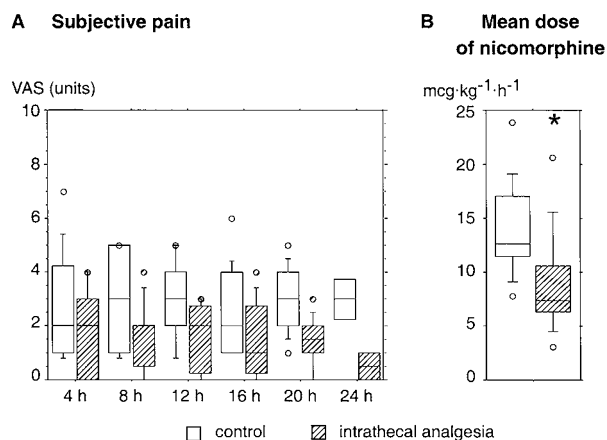 A Subjective pain
B Mean dose
of nicomorphine
VAS (units)
10
8
6
4
2
0
4 h 8 h 12 h 16 h 20 h 24 h
mcg·kg⁻¹·h⁻¹
25
20
15
10
5
0
*
control intrathecal analgesia